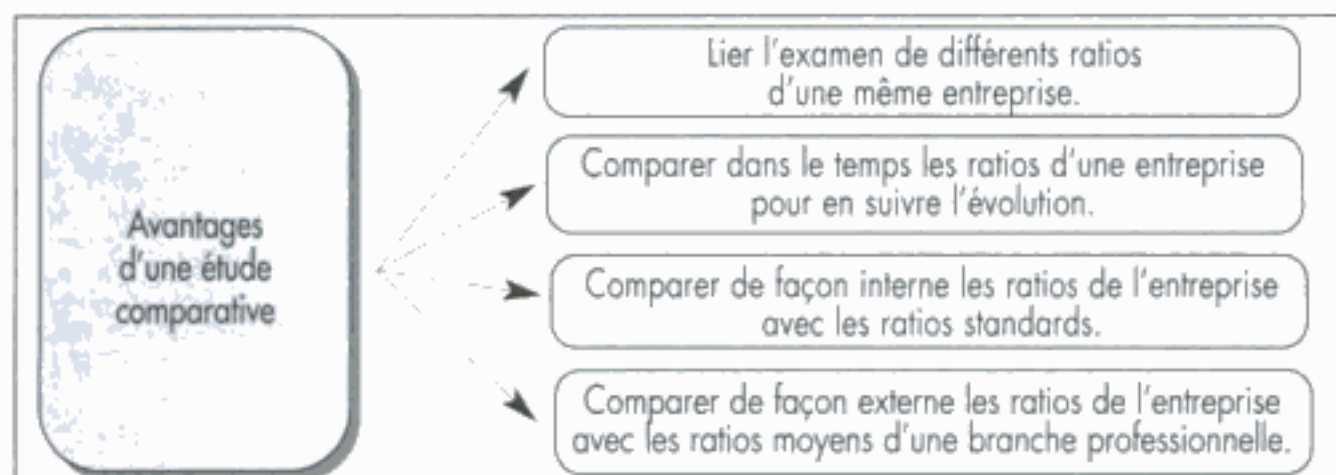 Avantages
d'une étude
comparative
Lier l'examen de différents ratios
d'une même entreprise.
Comparer dans le temps les ratios d'une entreprise
pour en suivre l'évolution.
Comparer de façon interne les ratios de l'entreprise
avec les ratios standards.
Comparer de façon externe les ratios de l'entreprise
avec les ratios moyens d'une branche professionnelle.